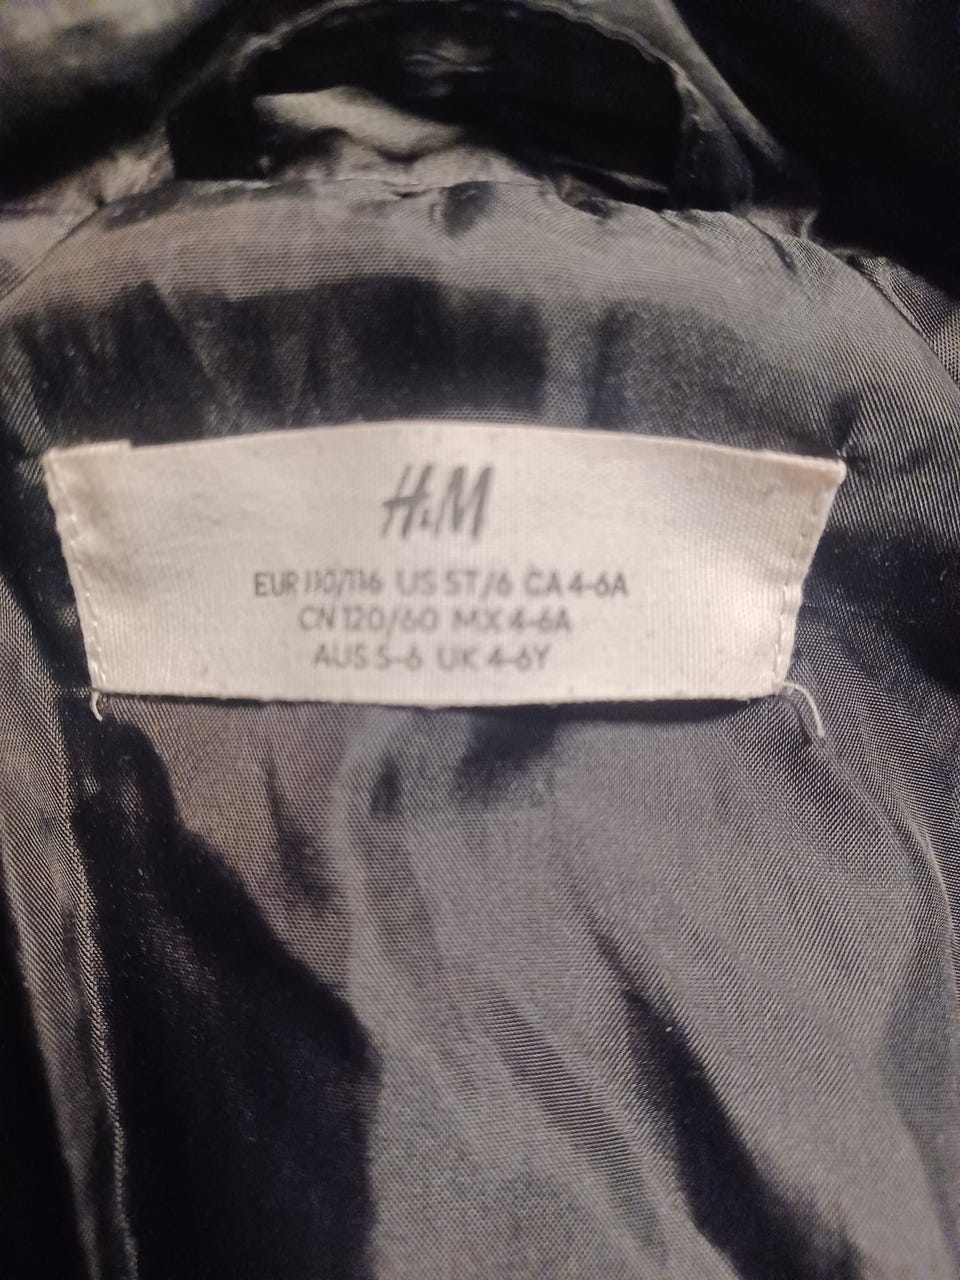 H&M
EUR 110/116 US 5T/6 CA 4-6A
CN 120/60 MX 4-6A
AUS 5-6 UK 4-6Y